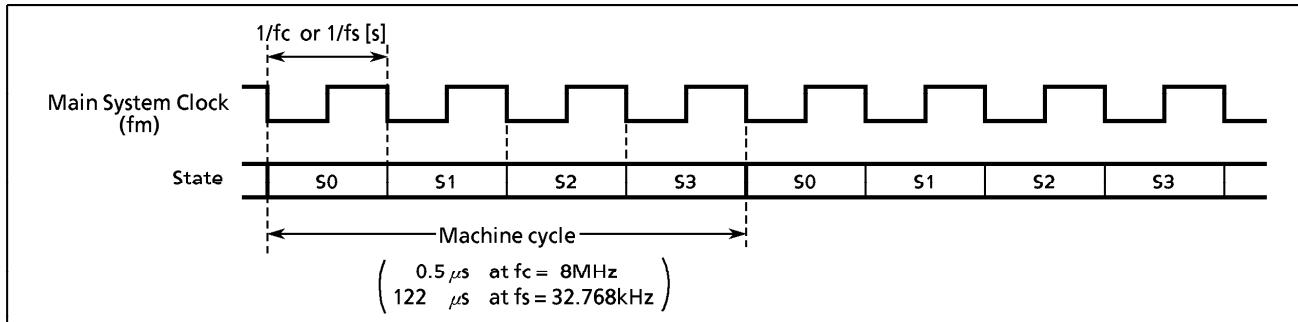 1/fc or 1/fs [s]
Main System Clock
(fm)
State S0 S1 S2 S3 S0 S1 S2 S3
Machine cycle
0.5 μs at fc = 8MHz
122 μs at fs = 32.768kHz